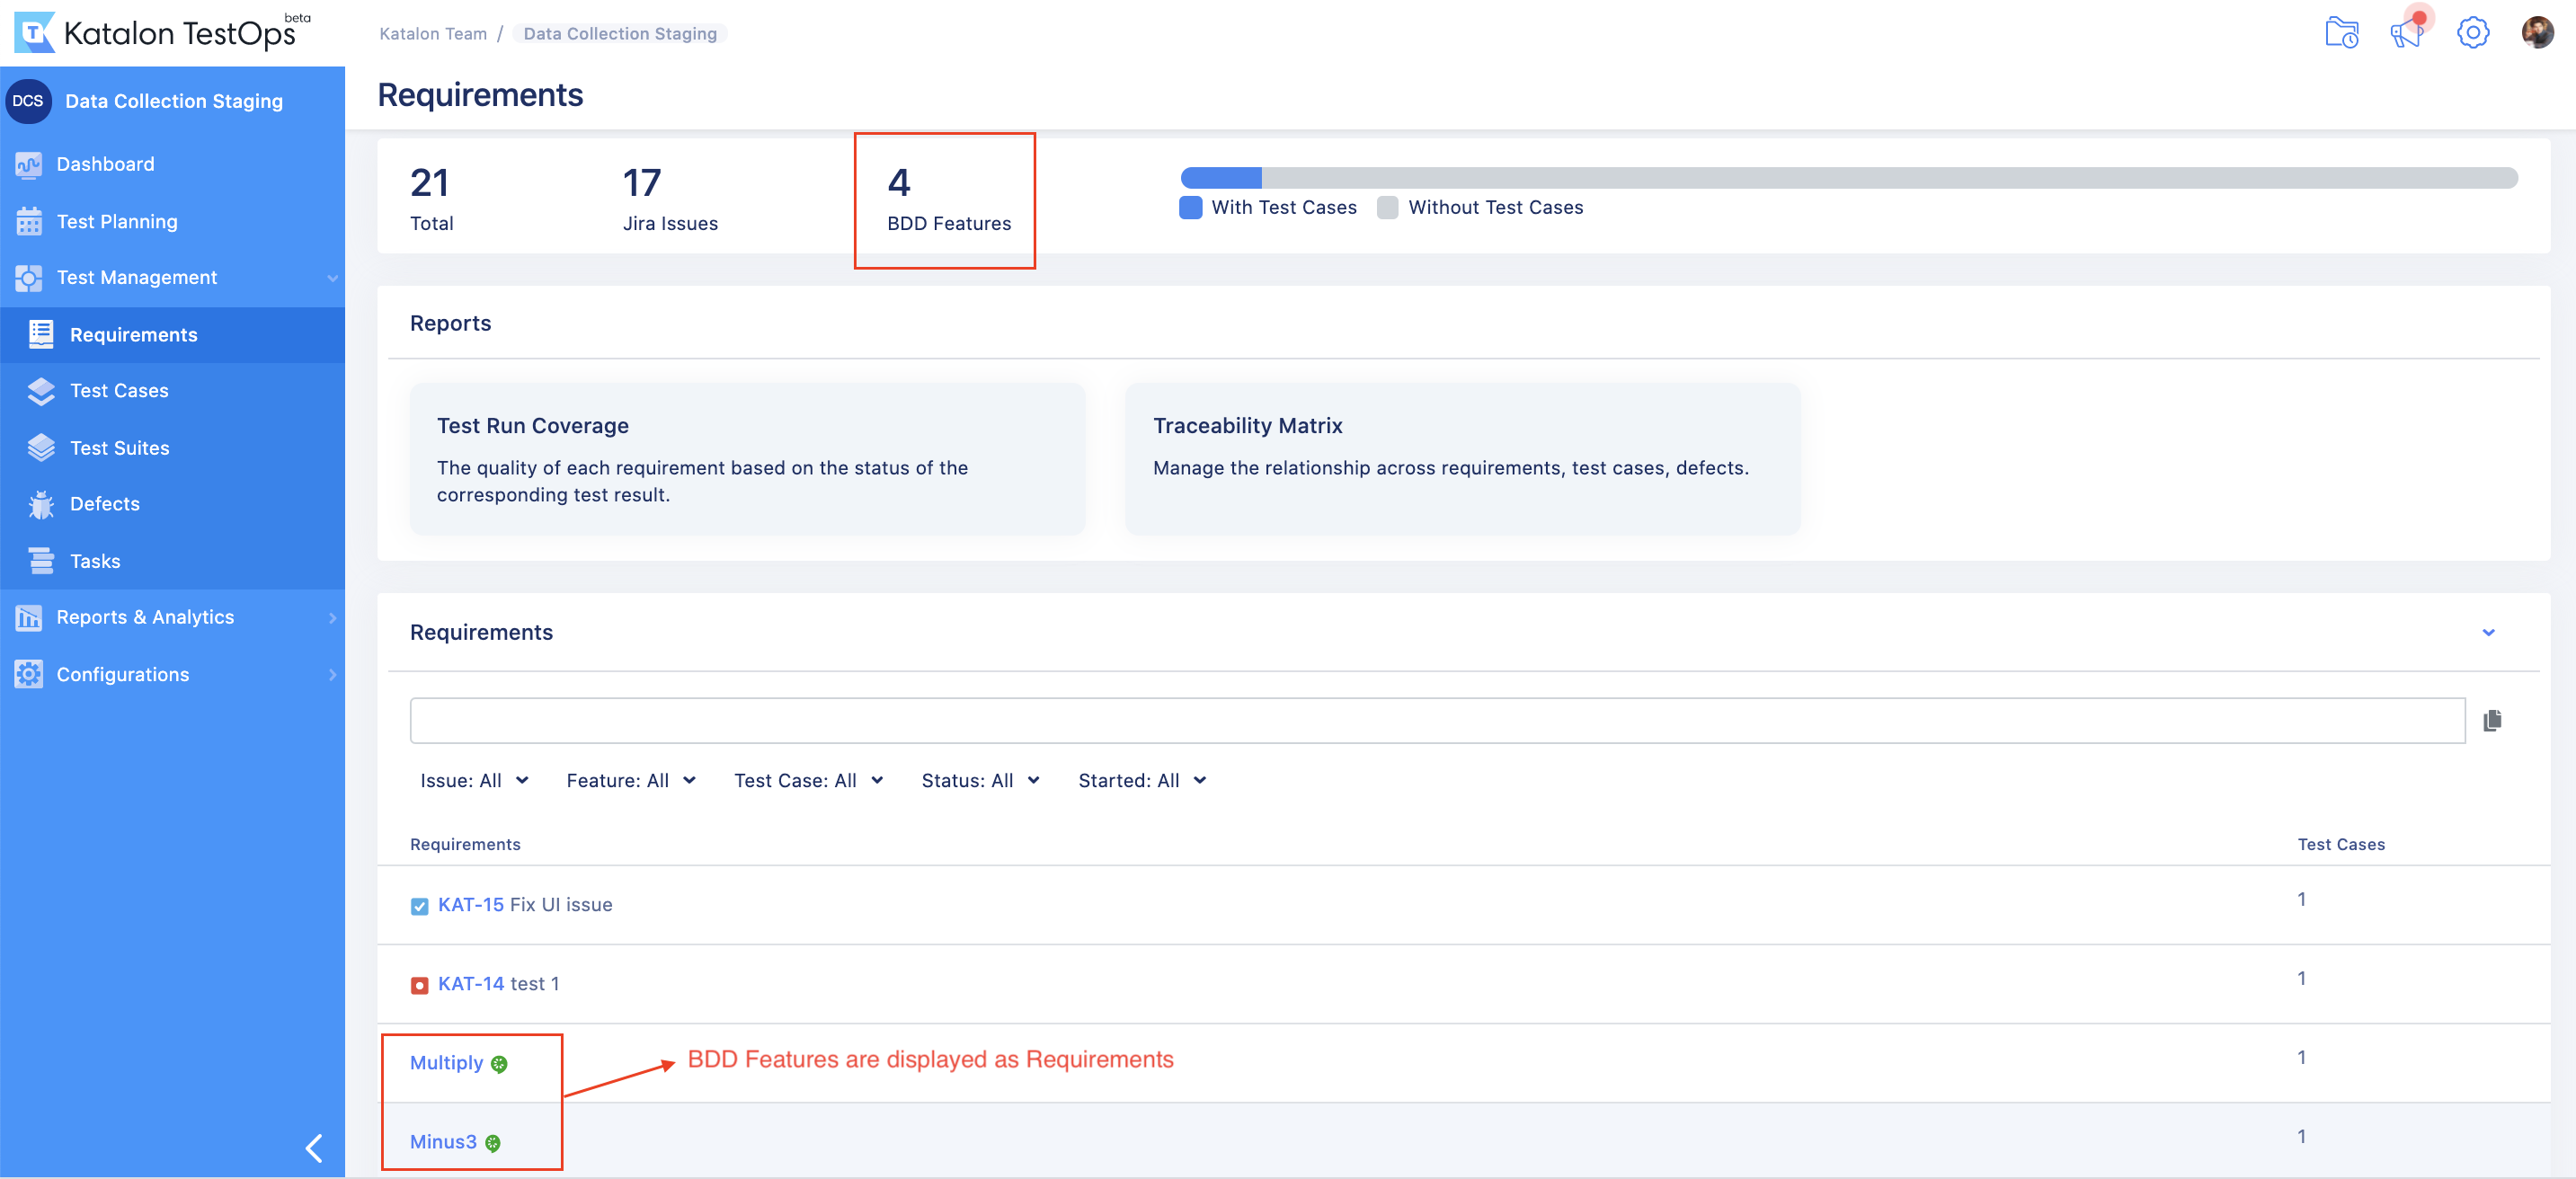 Katalon TestOps beta
Katalon Team / Data Collection Staging
DCS Data Collection Staging
Dashboard
Test Planning
Test Management
Requirements
Test Cases
Test Suites
Defects
Tasks
Reports & Analytics
Configurations
Requirements
21
Total
17
Jira Issues
4
BDD Features
With Test Cases
Without Test Cases
Reports
Test Run Coverage
The quality of each requirement based on the status of the
corresponding test result.
Traceability Matrix
Manage the relationship across requirements, test cases, defects.
Requirements
Issue: All
Feature: All
Test Case: All
Status: All
Started: All
Requirements
Test Cases
KAT-15 Fix UI issue
1
KAT-14 test 1
1
Multiply
BDD Features are displayed as Requirements
1
Minus3
1